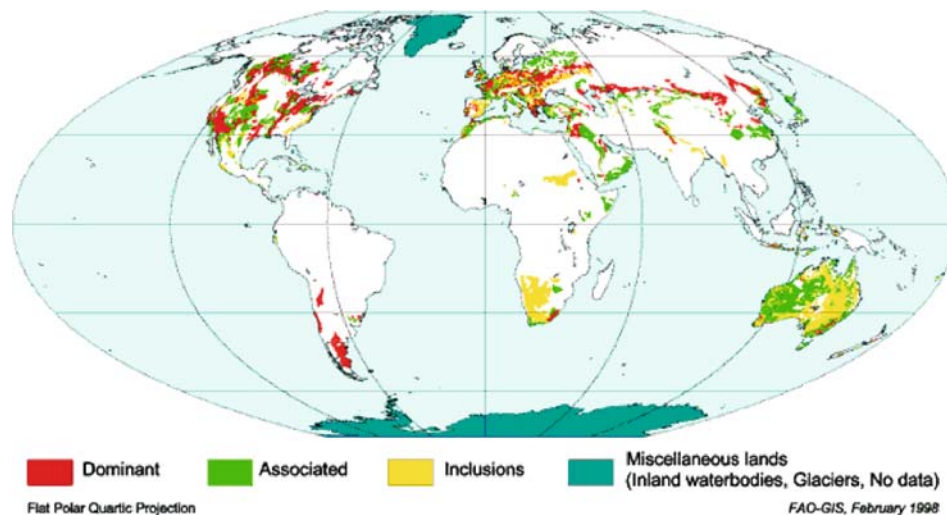 Dominant
Associated
Inclusions
Miscellaneous lands
(Inland waterbodies, Glaciers, No data)
Flat Polar Quartic Projection
FAO-GIS, February 1998